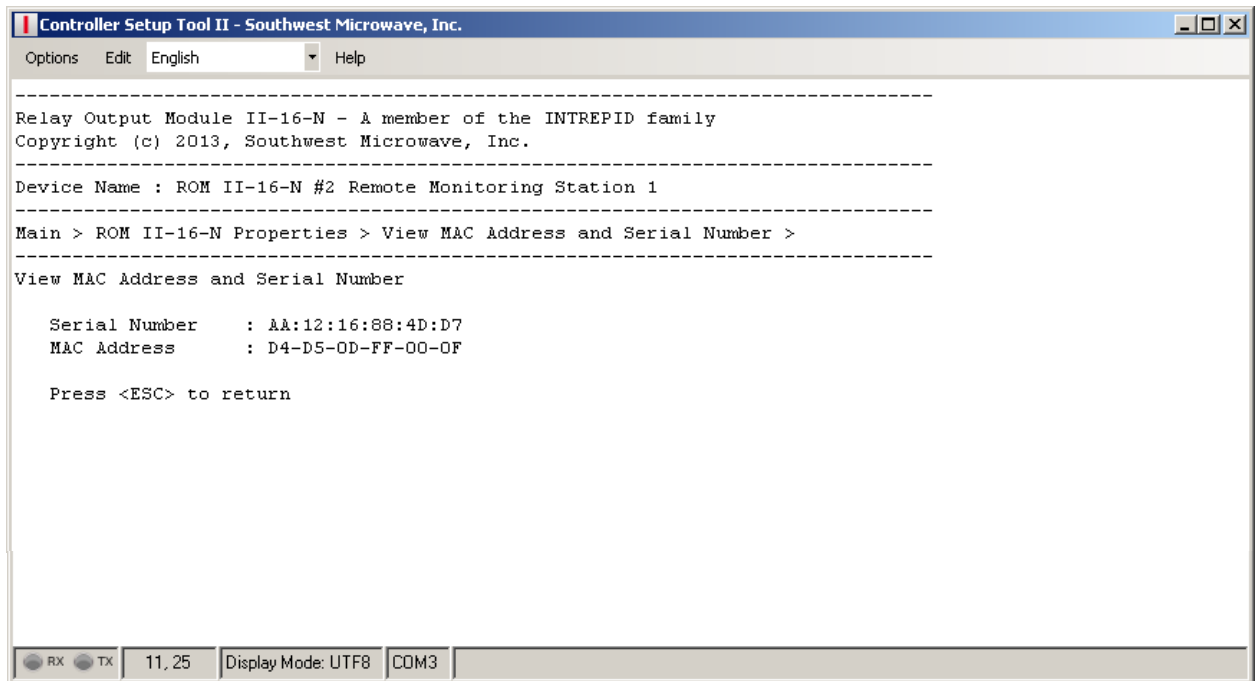 Controller Setup Tool II - Southwest Microwave, Inc.
Options Edit English Help
--------------------------------------------------------------------------------
Relay Output Module II-16-N - A member of the INTREPID family
Copyright (c) 2013, Southwest Microwave, Inc.
--------------------------------------------------------------------------------
Device Name : ROM II-16-N #2 Remote Monitoring Station 1
--------------------------------------------------------------------------------
Main > ROM II-16-N Properties > View MAC Address and Serial Number >
--------------------------------------------------------------------------------
View MAC Address and Serial Number
Serial Number : AA:12:16:88:4D:D7
MAC Address : D4-D5-0D-FF-00-0F
Press <ESC> to return
RX TX 11, 25 Display Mode: UTF8 COM3